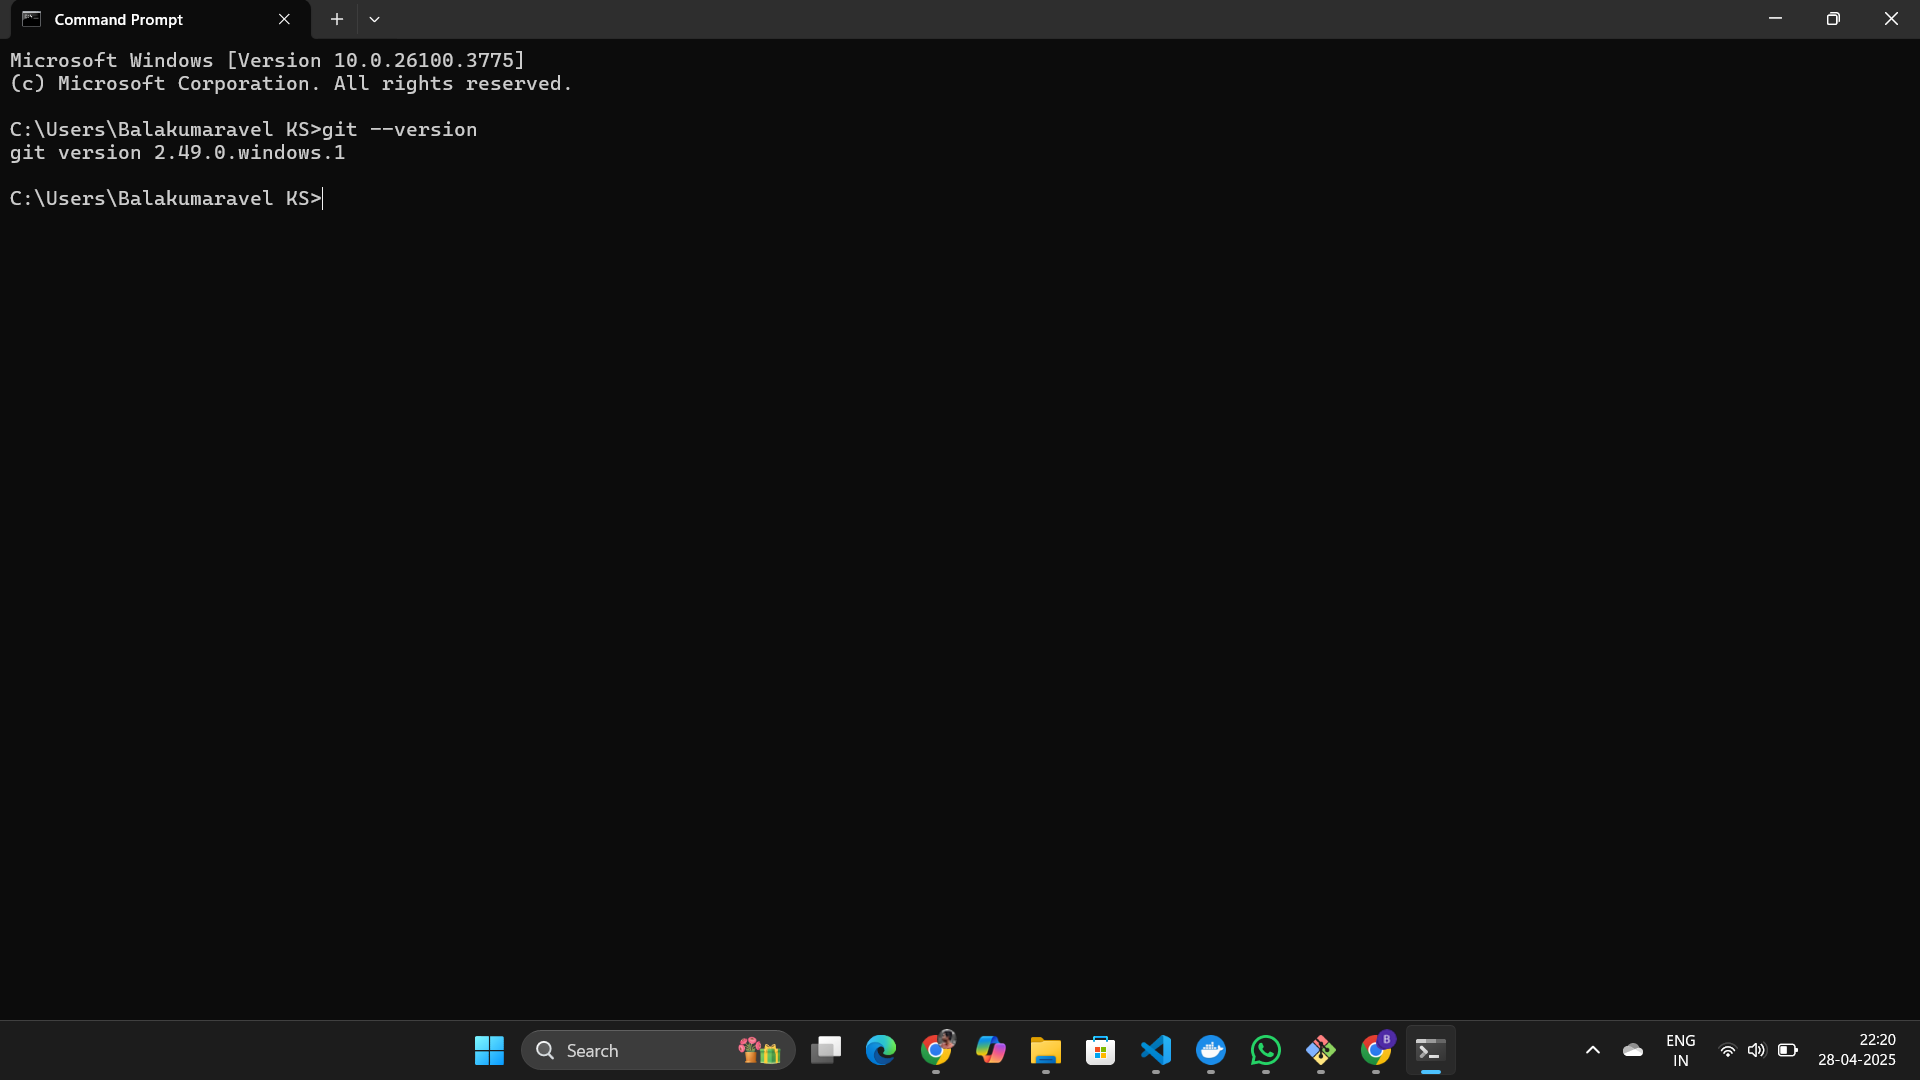 Command Prompt
Microsoft Windows [Version 10.0.26100.3775]
(c) Microsoft Corporation. All rights reserved.
C:\Users\Balakumaravel KS>git --version
git version 2.49.0.windows.1
C:\Users\Balakumaravel KS>
Search
B
ENG
IN
22:20
28-04-2025